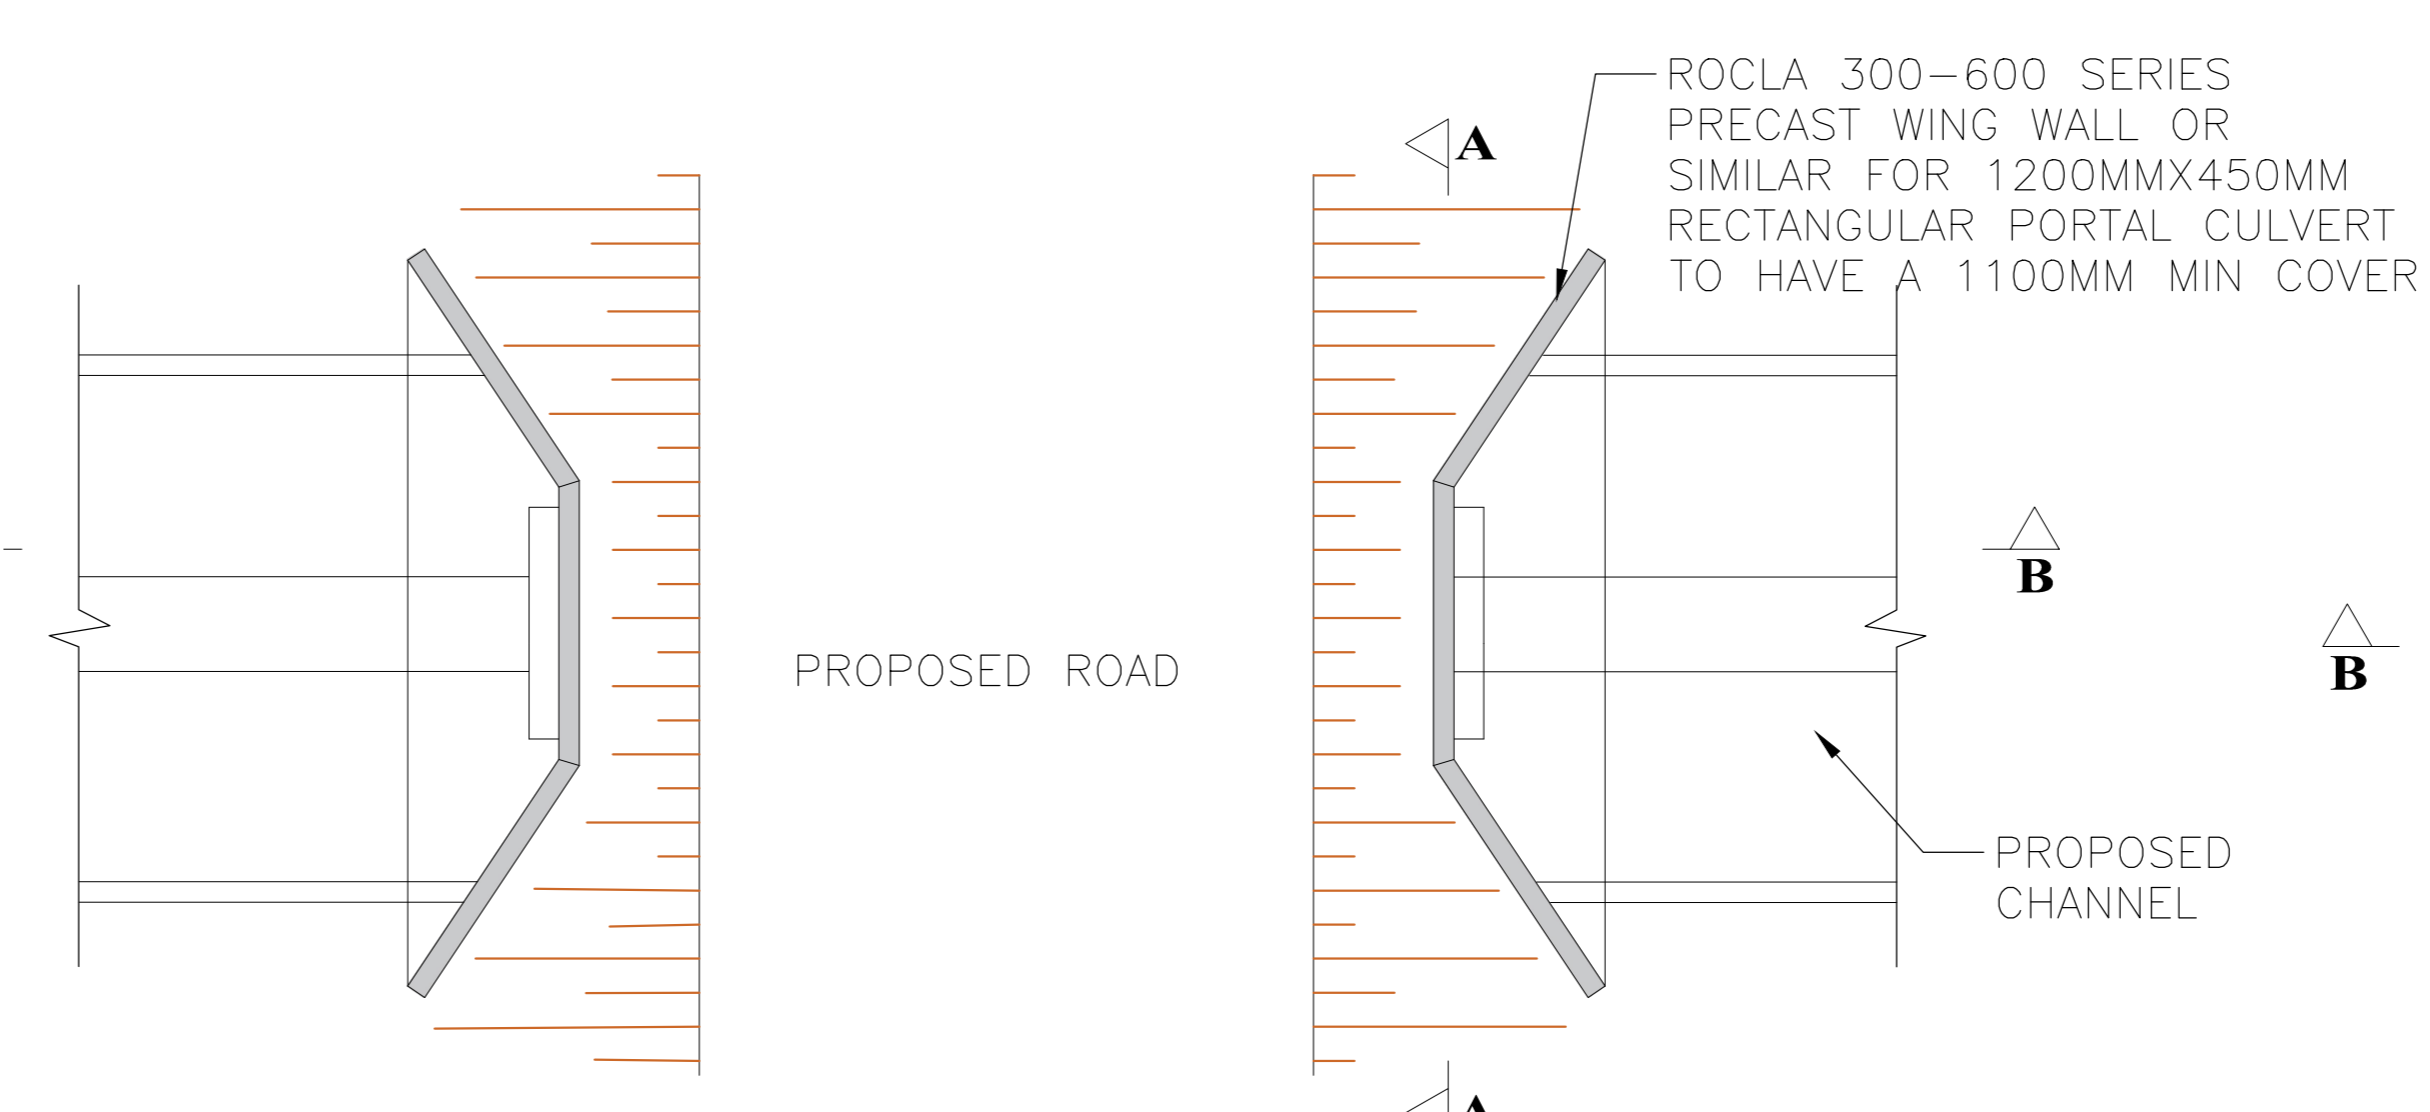 ROCLA 300-600 SERIES
PRECAST WING WALL OR
SIMILAR FOR 1200MMX450MM
RECTANGULAR PORTAL CULVERT
TO HAVE A 1100MM MIN COVER
A
B
B
PROPOSED ROAD
PROPOSED
CHANNEL
A